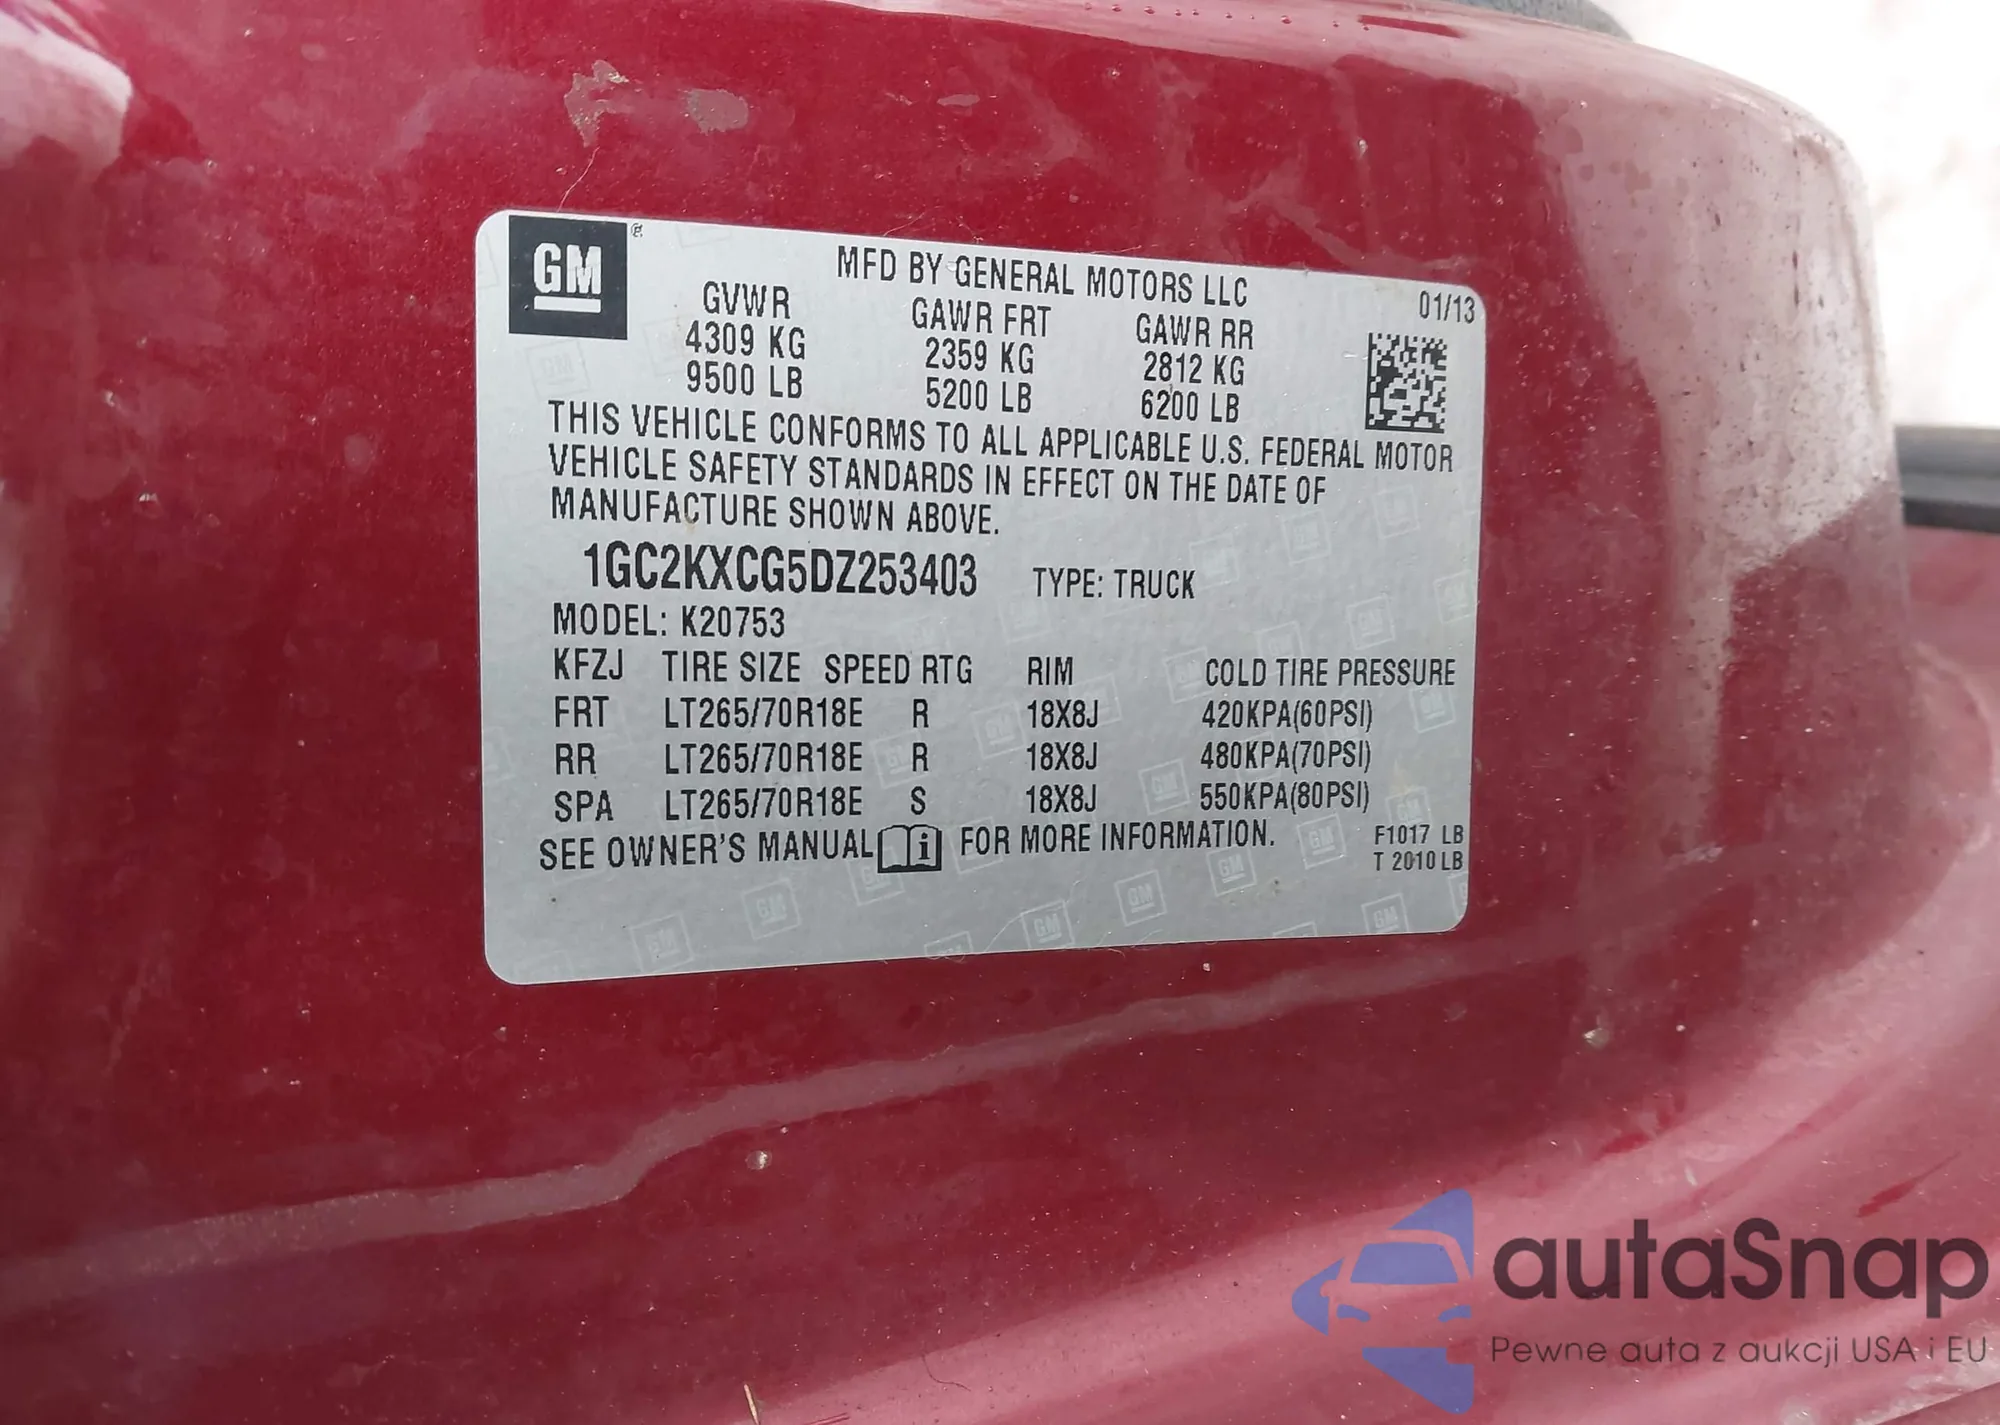 GM
MFD BY GENERAL MOTORS LLC
01/13
GVWR GAWR FRT GAWR RR
4309 KG 2359 KG 2812 KG
9500 LB 5200 LB 6200 LB
THIS VEHICLE CONFORMS TO ALL APPLICABLE U.S. FEDERAL MOTOR
VEHICLE SAFETY STANDARDS IN EFFECT ON THE DATE OF
MANUFACTURE SHOWN ABOVE.
1GC2KXCG5DZ253403 TYPE: TRUCK
MODEL: K20753
KFZJ TIRE SIZE SPEED RTG RIM COLD TIRE PRESSURE
FRT LT265/70R18E R 18X8J 420KPA(60PSI)
RR LT265/70R18E R 18X8J 480KPA(70PSI)
SPA LT265/70R18E S 18X8J 550KPA(80PSI)
SEE OWNER'S MANUAL i FOR MORE INFORMATION.
F1017 LB
T 2010 LB
autaSnap
Pewne auta z aukcji USA i EU